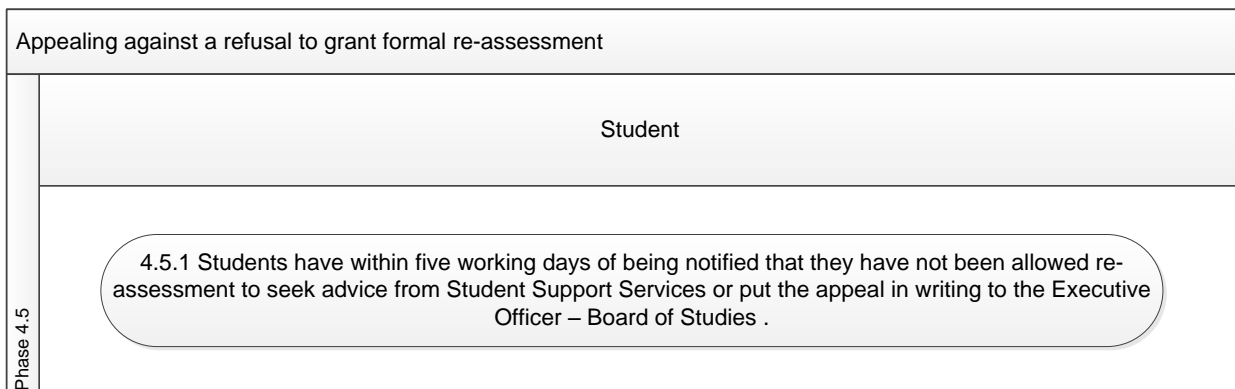 Appealing against a refusal to grant formal re-assessment
Student
4.5.1 Students have within five working days of being notified that they have not been allowed re-
assessment to seek advice from Student Support Services or put the appeal in writing to the Executive
Officer – Board of Studies .
Phase 4.5